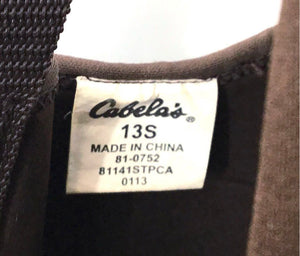 Cabela's®
13S
MADE IN CHINA
81-0752
81141STPCA
0113